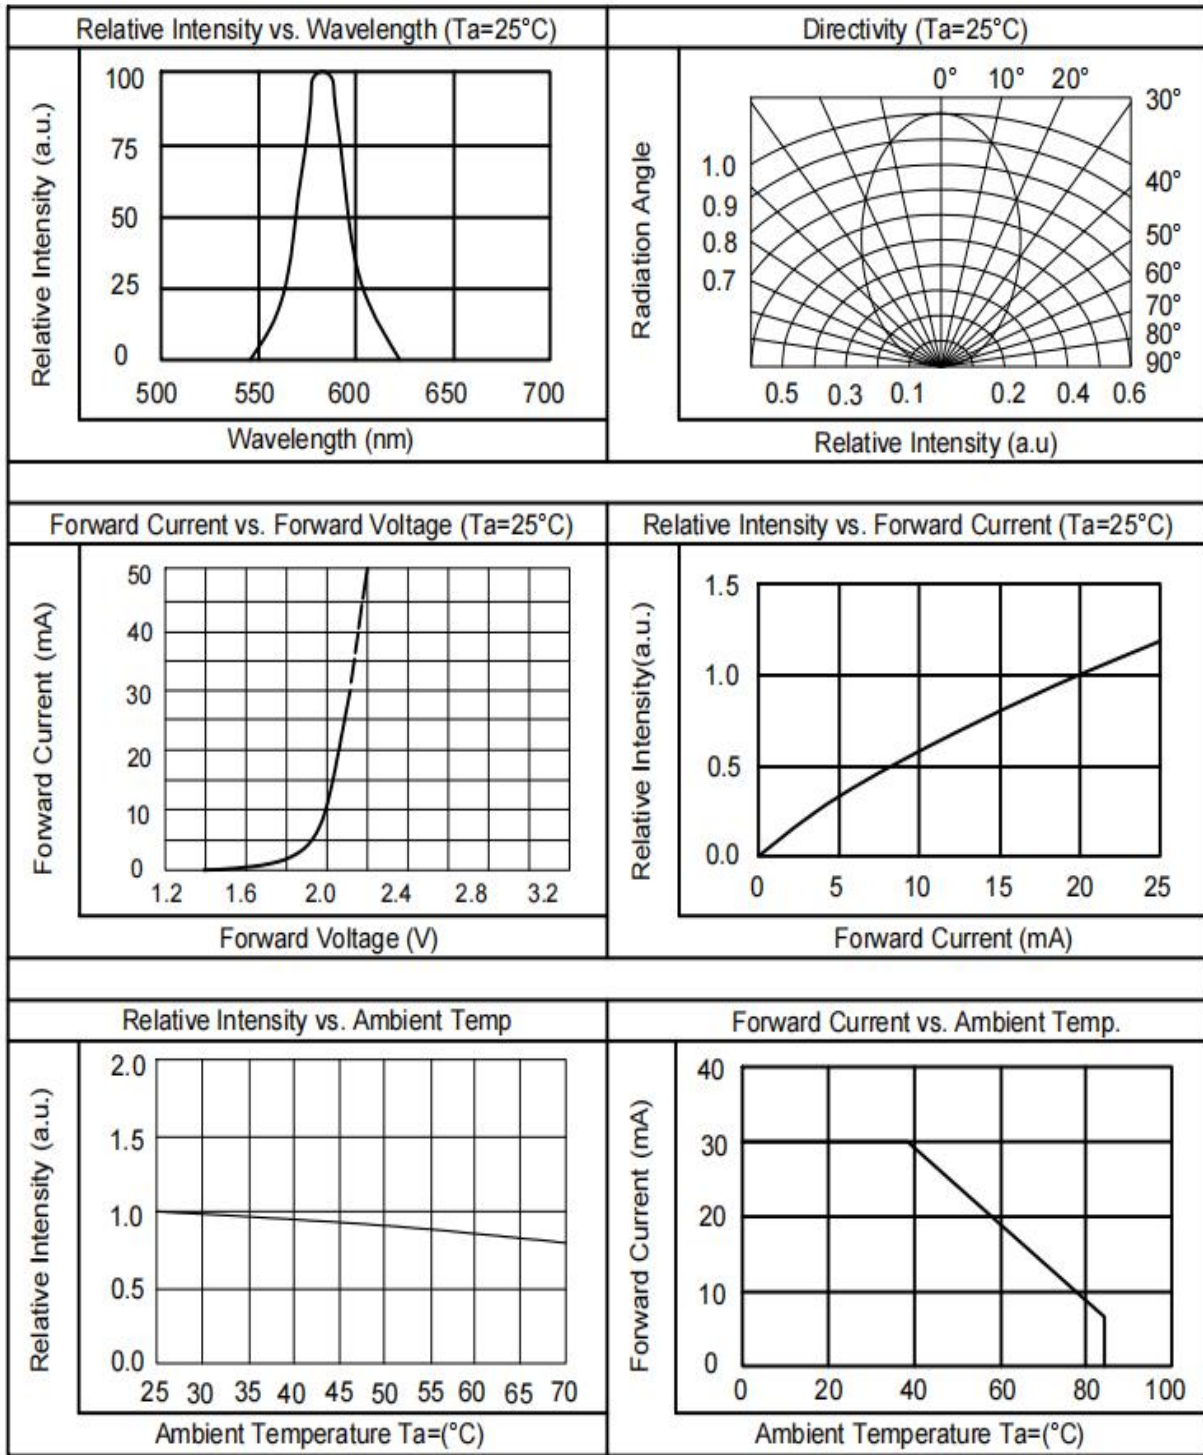 Relative Intensity vs. Wavelength (Ta=25°C)
Directivity (Ta=25°C)
Relative Intensity (a.u.)
100
75
50
25
0
500 550 600 650 700
Wavelength (nm)
Radiation Angle
0° 10° 20°
30°
40°
50°
60°
70°
80°
90°
1.0
0.9
0.8
0.7
0.5 0.3 0.1 0.2 0.4 0.6
Relative Intensity (a.u)
Forward Current vs. Forward Voltage (Ta=25°C)
Relative Intensity vs. Forward Current (Ta=25°C)
Forward Current (mA)
50
40
30
20
10
0
1.2 1.6 2.0 2.4 2.8 3.2
Forward Voltage (V)
Relative Intensity(a.u.)
1.5
1.0
0.5
0.0
0 5 10 15 20 25
Forward Current (mA)
Relative Intensity vs. Ambient Temp
Forward Current vs. Ambient Temp.
Relative Intensity (a.u.)
2.0
1.5
1.0
0.5
0.0
25 30 35 40 45 50 55 60 65 70
Ambient Temperature Ta=(°C)
Forward Current (mA)
40
30
20
10
0
0 20 40 60 80 100
Ambient Temperature Ta=(°C)